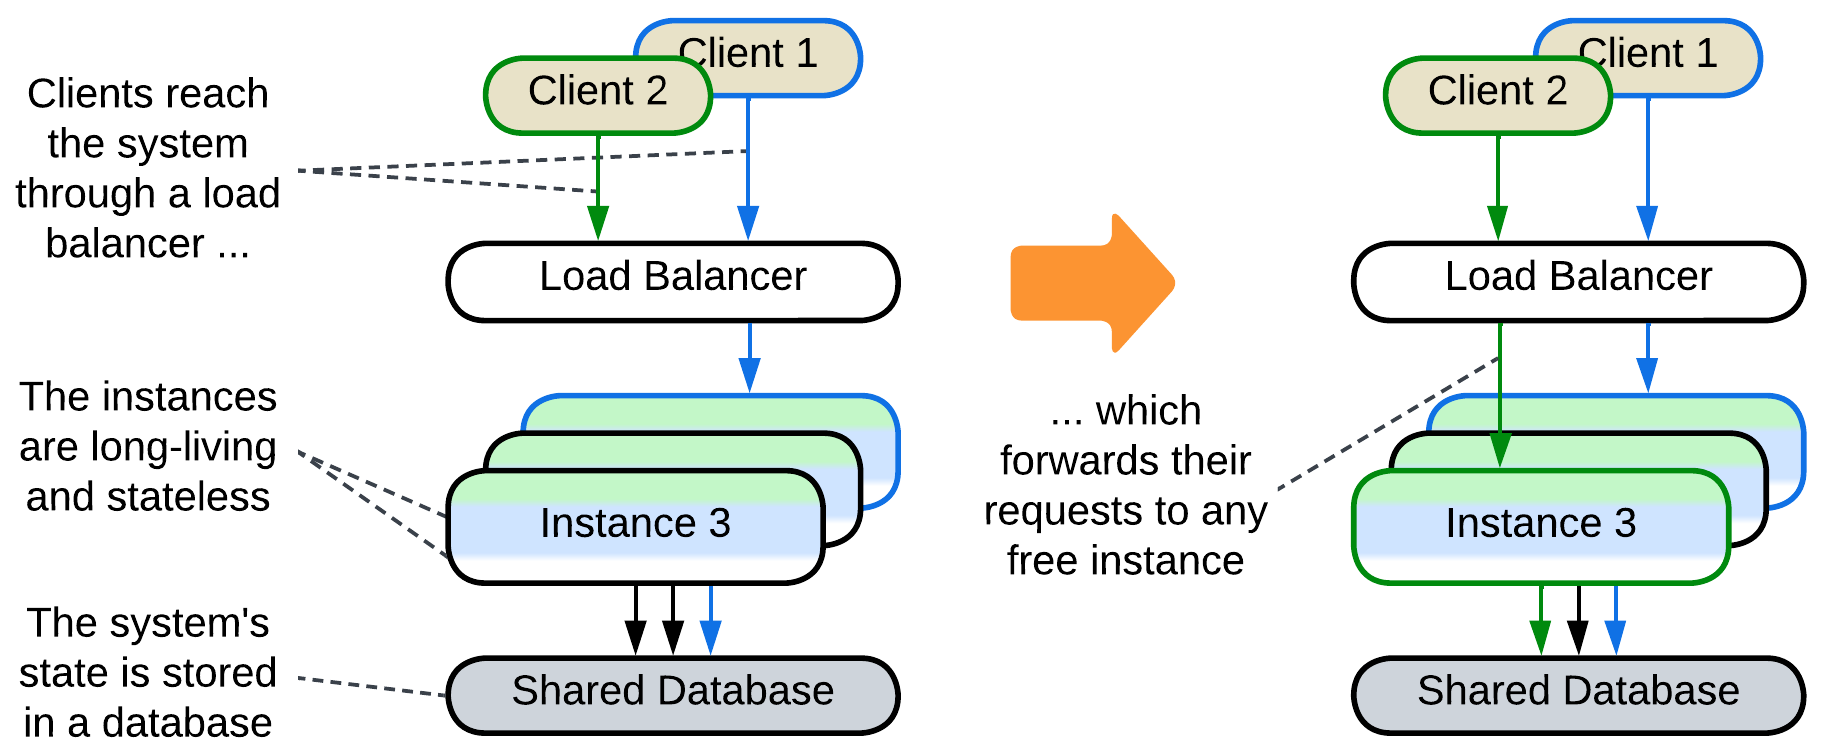 Clients reach
the system
through a load
balancer ...
Client 1
Client 2
Load Balancer
The instances
are long-living
and stateless
Instance 3
The system's
state is stored
in a database
Shared Database
... which
forwards their
requests to any
free instance
Client 1
Client 2
Load Balancer
Instance 3
Shared Database